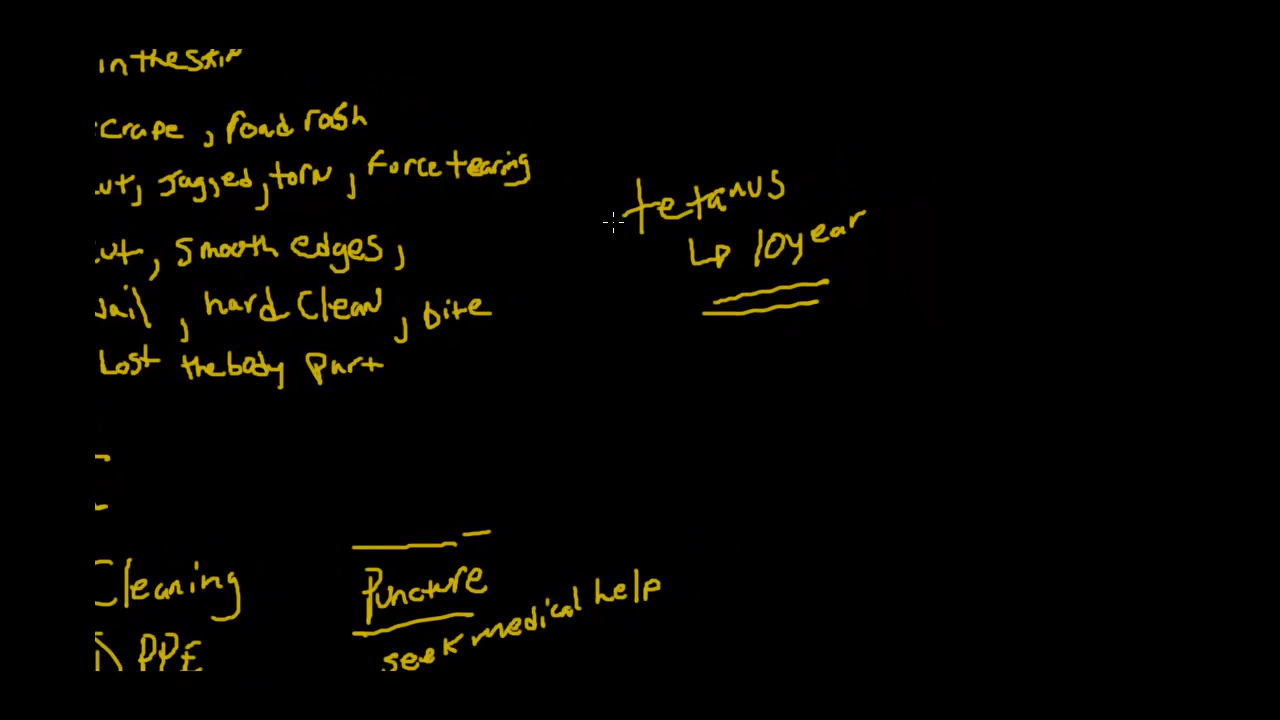 in the skin
crape, road rash
ut, Jagged, torn, force tearing
ut, smooth edges,
ail, hard Clean, bite
Lost the body part
tetanus
↳ 10 year
Cleaning
PPE
Puncture
seek medical help